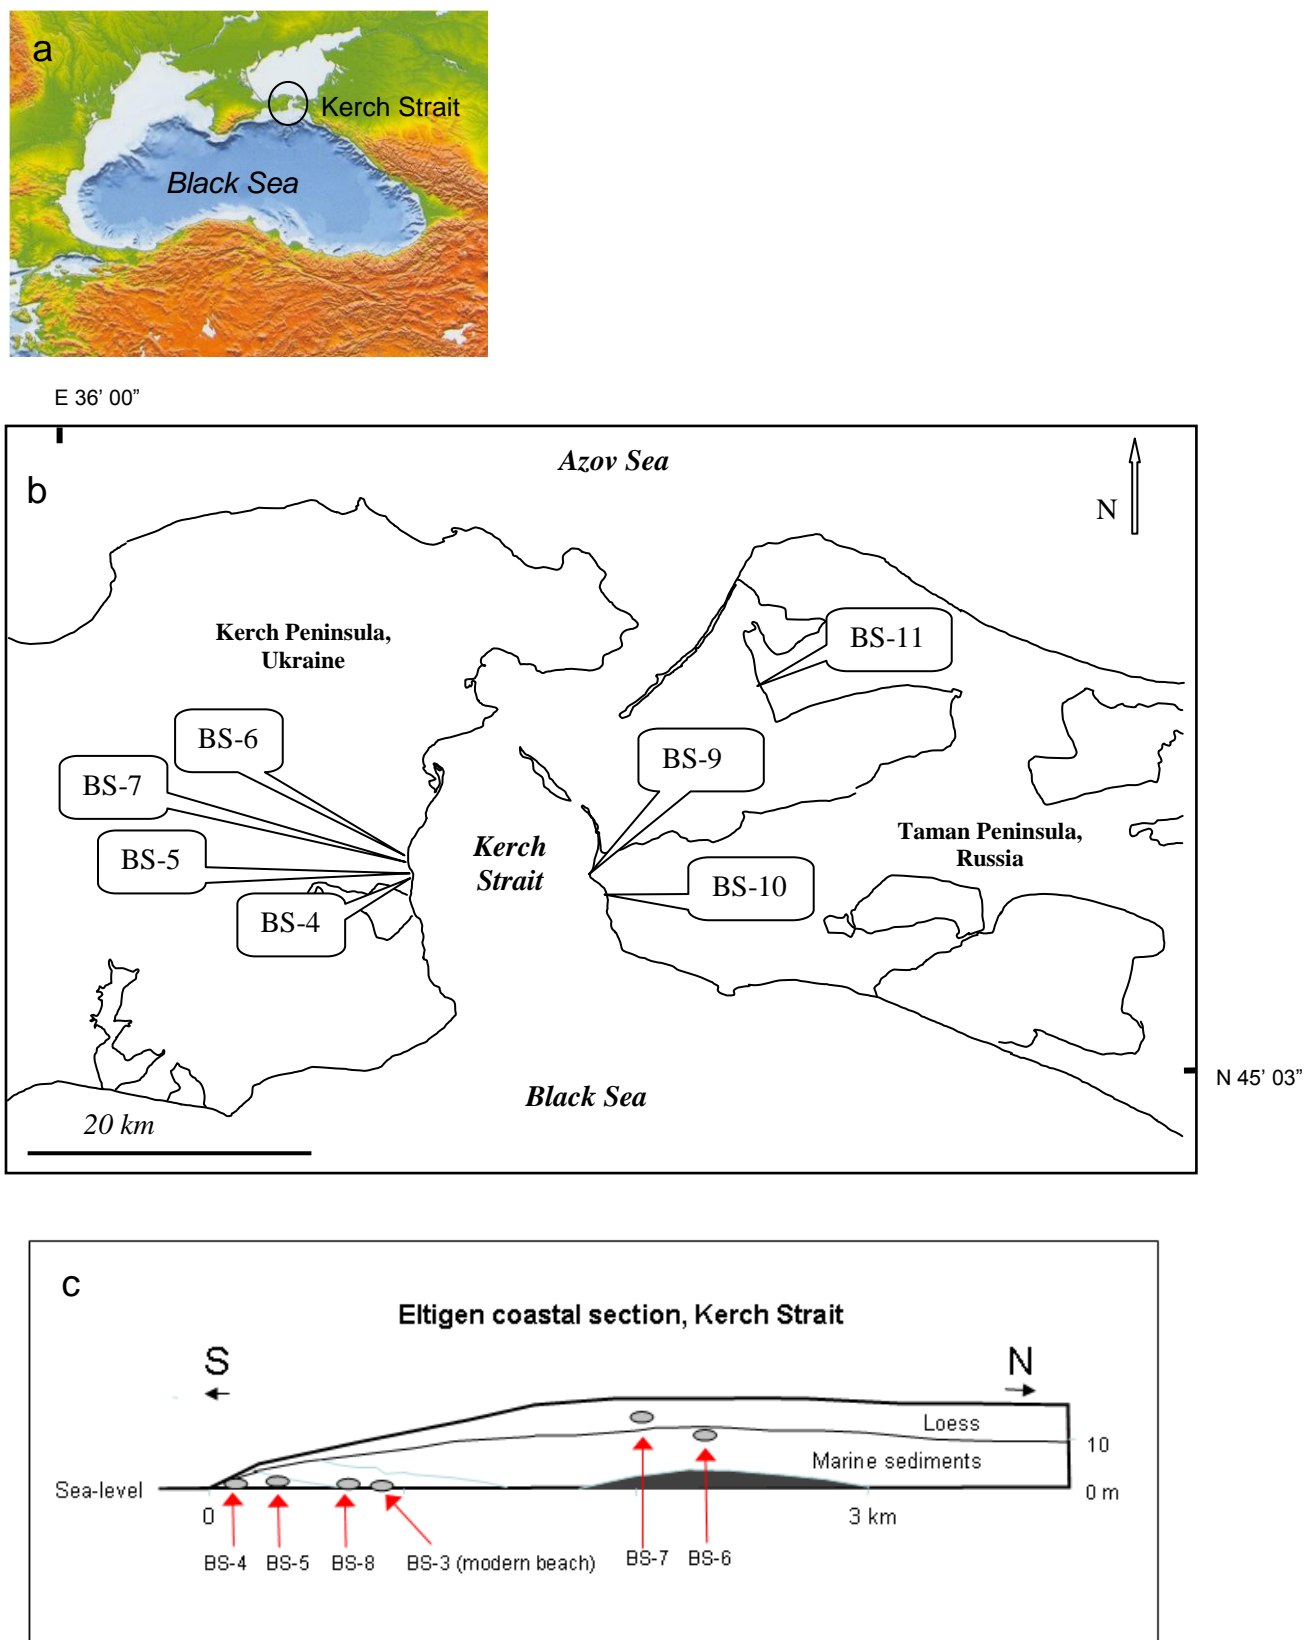 a
Kerch Strait
Black Sea
E 36’ 00”
Azov Sea
b
N
Kerch Peninsula,
Ukraine
BS-11
BS-6
BS-9
BS-7
Kerch
Strait
Taman Peninsula,
Russia
BS-5
BS-10
BS-4
N 45’ 03”
Black Sea
20 km
c
Eltigen coastal section, Kerch Strait
S
N
Loess
10
Marine sediments
Sea-level
0 m
0
3 km
BS-4
BS-5
BS-8
BS-3 (modern beach)
BS-7
BS-6